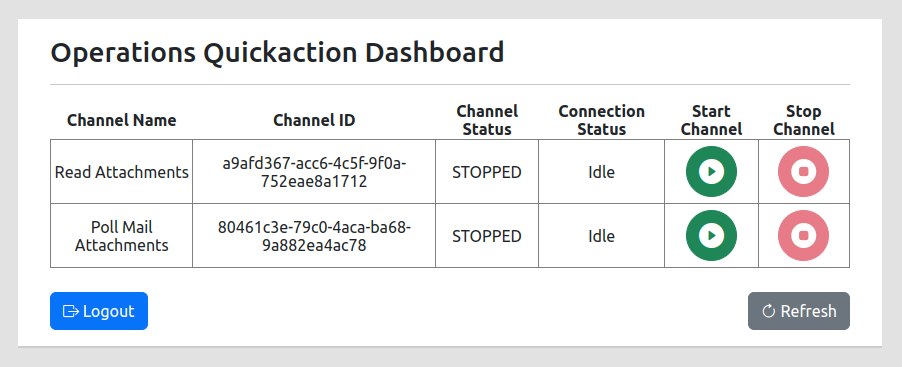 Operations Quickaction Dashboard
Channel Name
Channel ID
Channel
Status
Connection
Status
Start
Channel
Stop
Channel
Read Attachments
a9afd367-acc6-4c5f-9f0a-
752eae8a1712
STOPPED
Idle
Poll Mail
Attachments
80461c3e-79c0-4aca-ba68-
9a882ea4ac78
STOPPED
Idle
Logout
Refresh